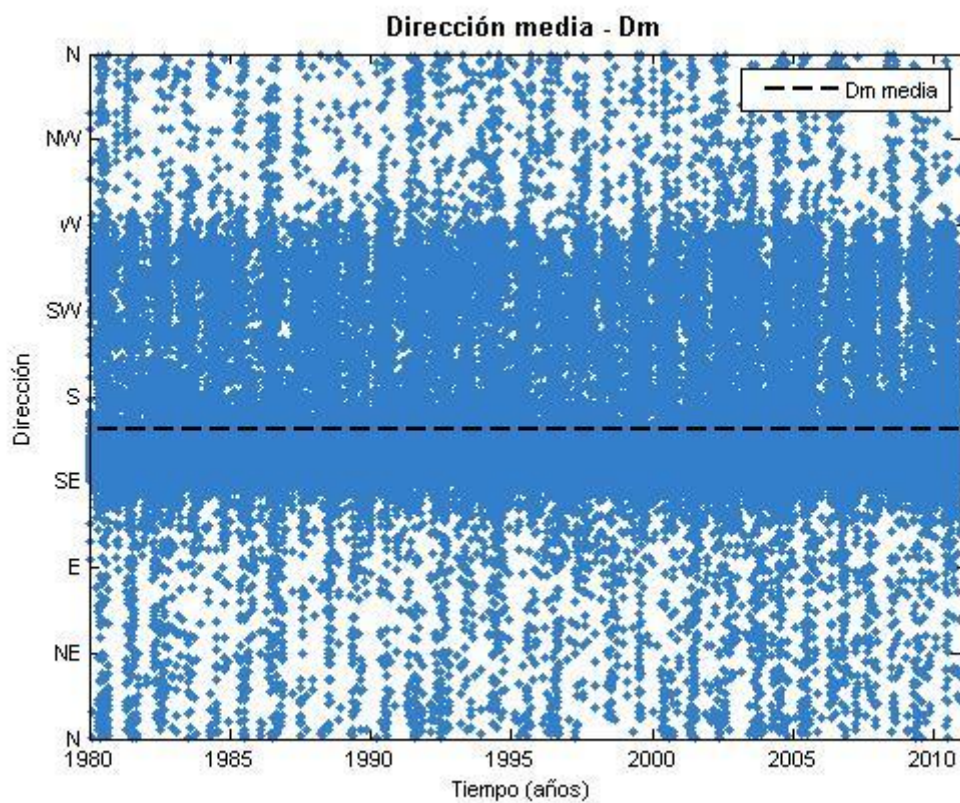 Dirección media - Dm
N
NW
W
SW
S
SE
E
NE
N
Dirección
Dm media
1980
1985
1990
1995
2000
2005
2010
Tiempo (años)